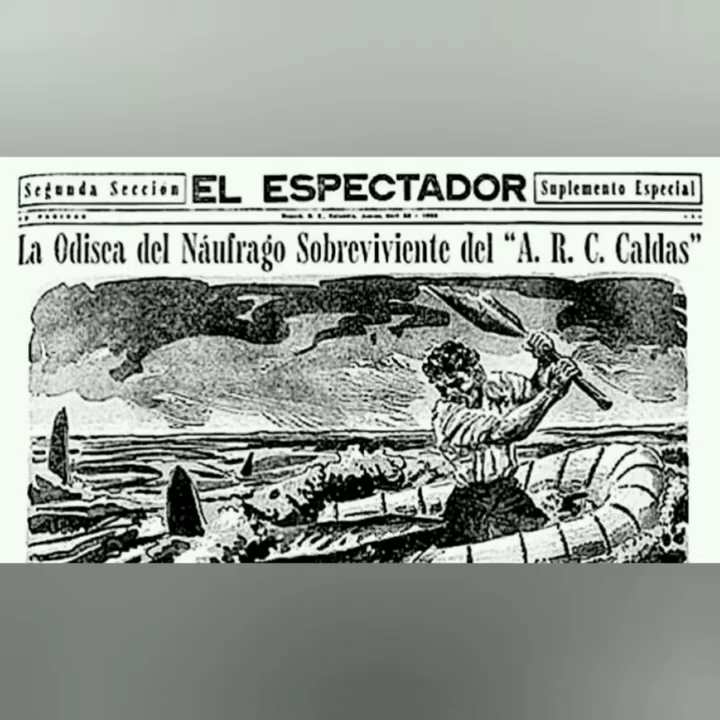 Segunda Sección
EL ESPECTADOR
Suplemento Especial
La Odisea del Náufrago Sobreviviente del “A. R. C. Caldas”